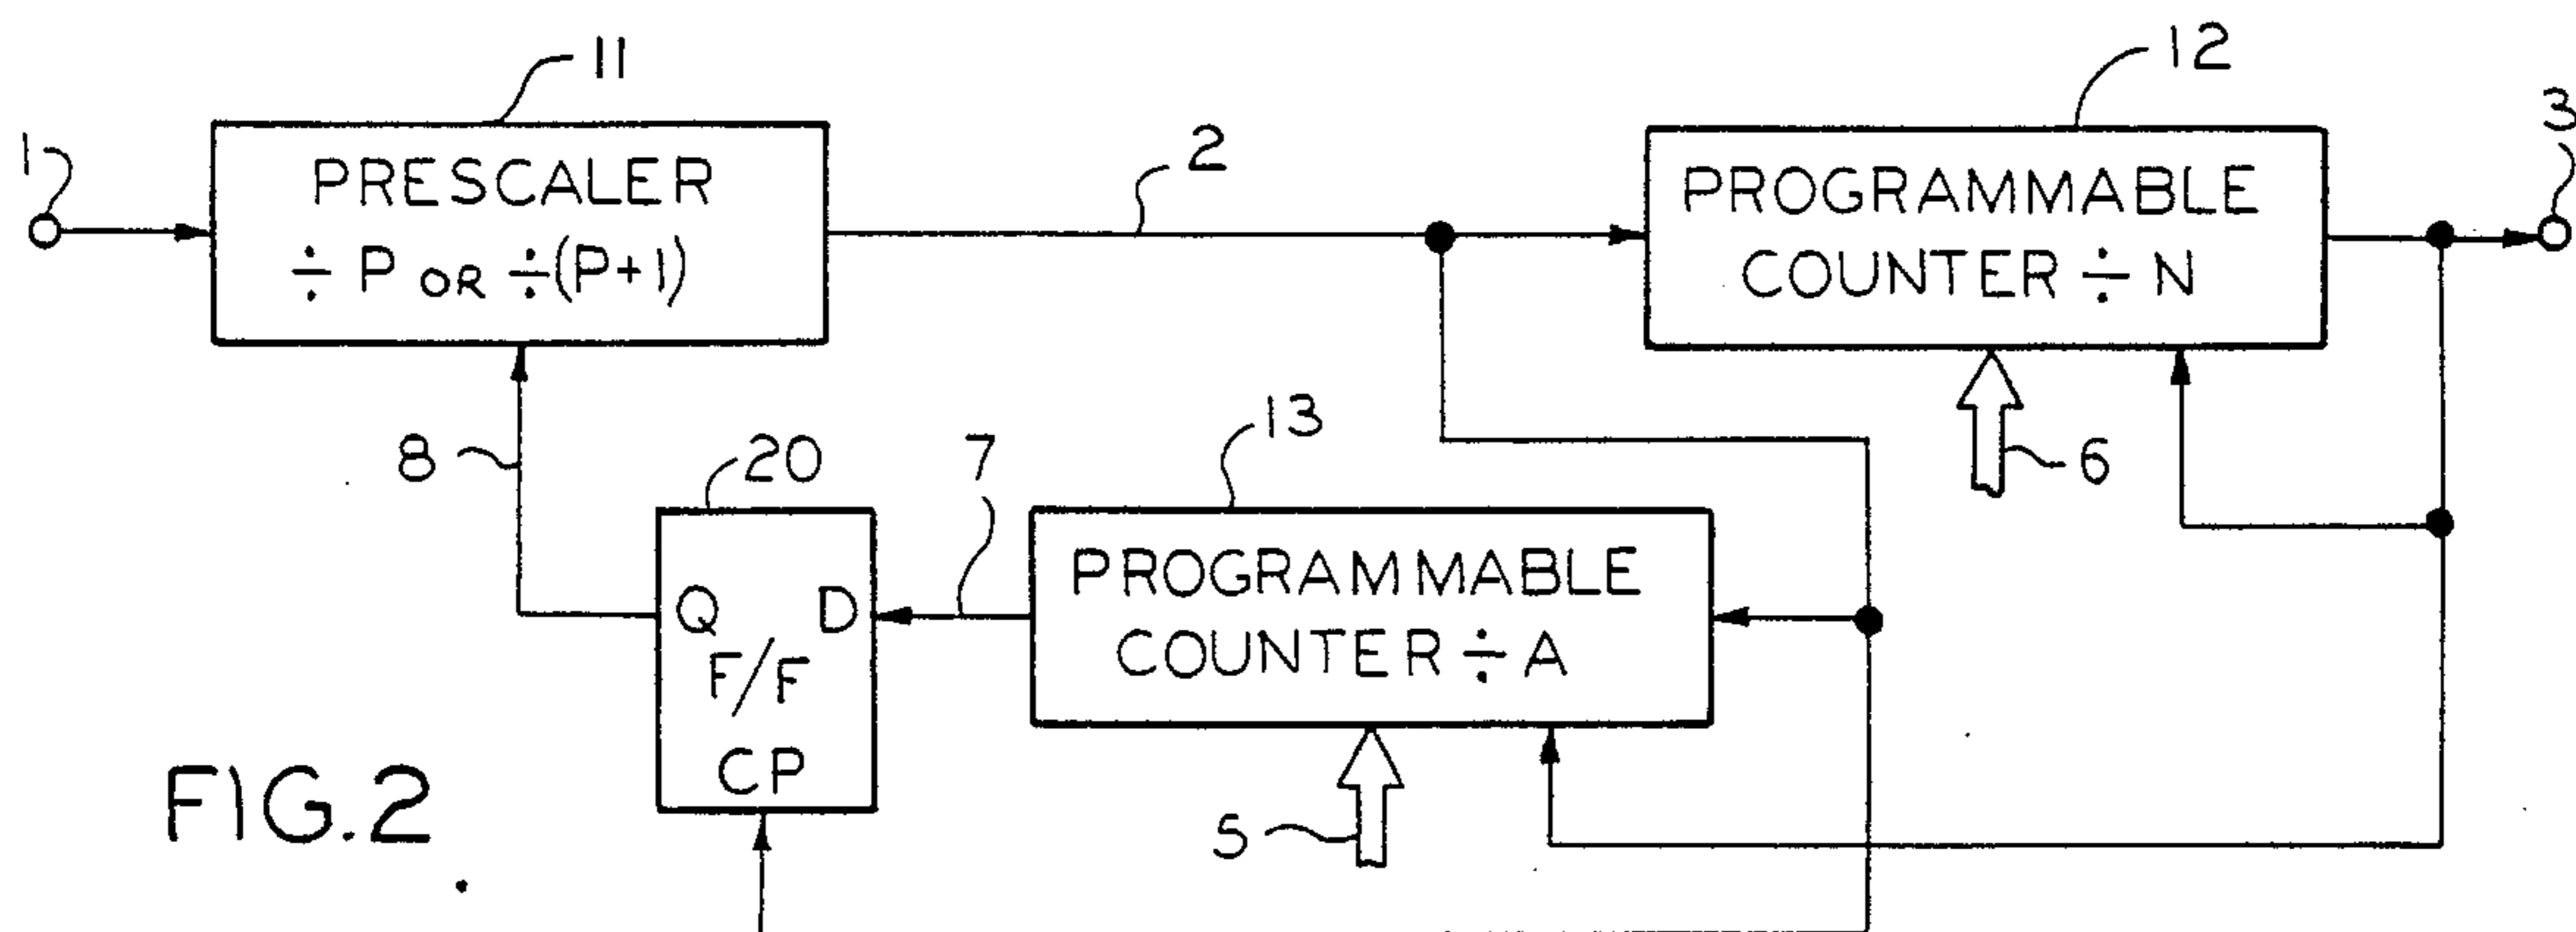 11
12
1
3
PRESCALER
÷ P OR ÷(P+1)
2
PROGRAMMABLE
COUNTER ÷ N
8
20
7
13
6
Q D
F/F
CP
PROGRAMMABLE
COUNTER ÷ A
5
FIG.2